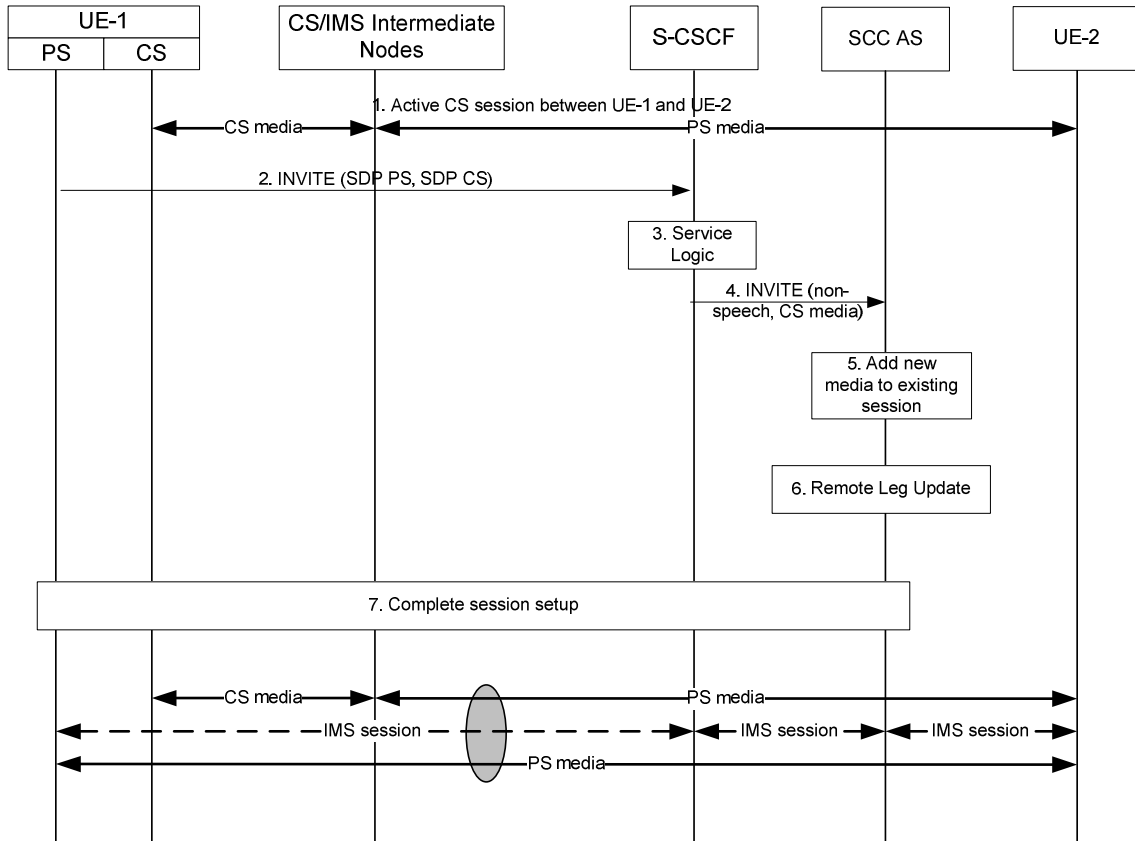 UE-1
PS
CS
CS/IMS Intermediate
Nodes
S-CSCF
SCC AS
UE-2
1. Active CS session between UE-1 and UE-2
CS media
PS media
2. INVITE (SDP PS, SDP CS)
3. Service
Logic
4. INVITE (non-
speech, CS media)
5. Add new
media to existing
session
6. Remote Leg Update
7. Complete session setup
CS media
PS media
IMS session
IMS session
IMS session
PS media